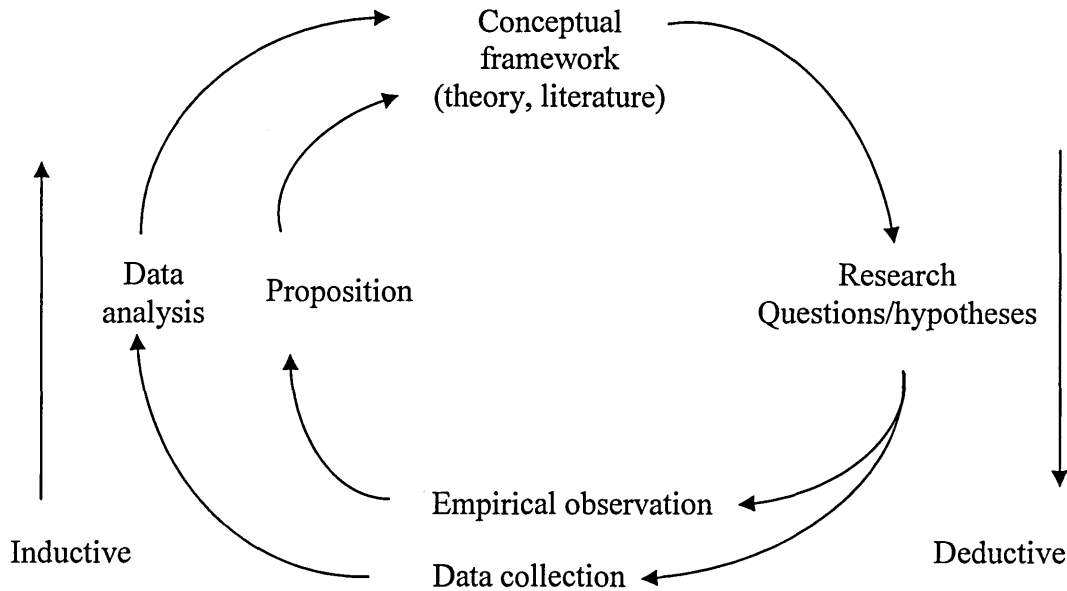 Conceptual
framework
(theory, literature)
Data
analysis
Proposition
Research
Questions/hypotheses
Empirical observation
Inductive
Deductive
Data collection